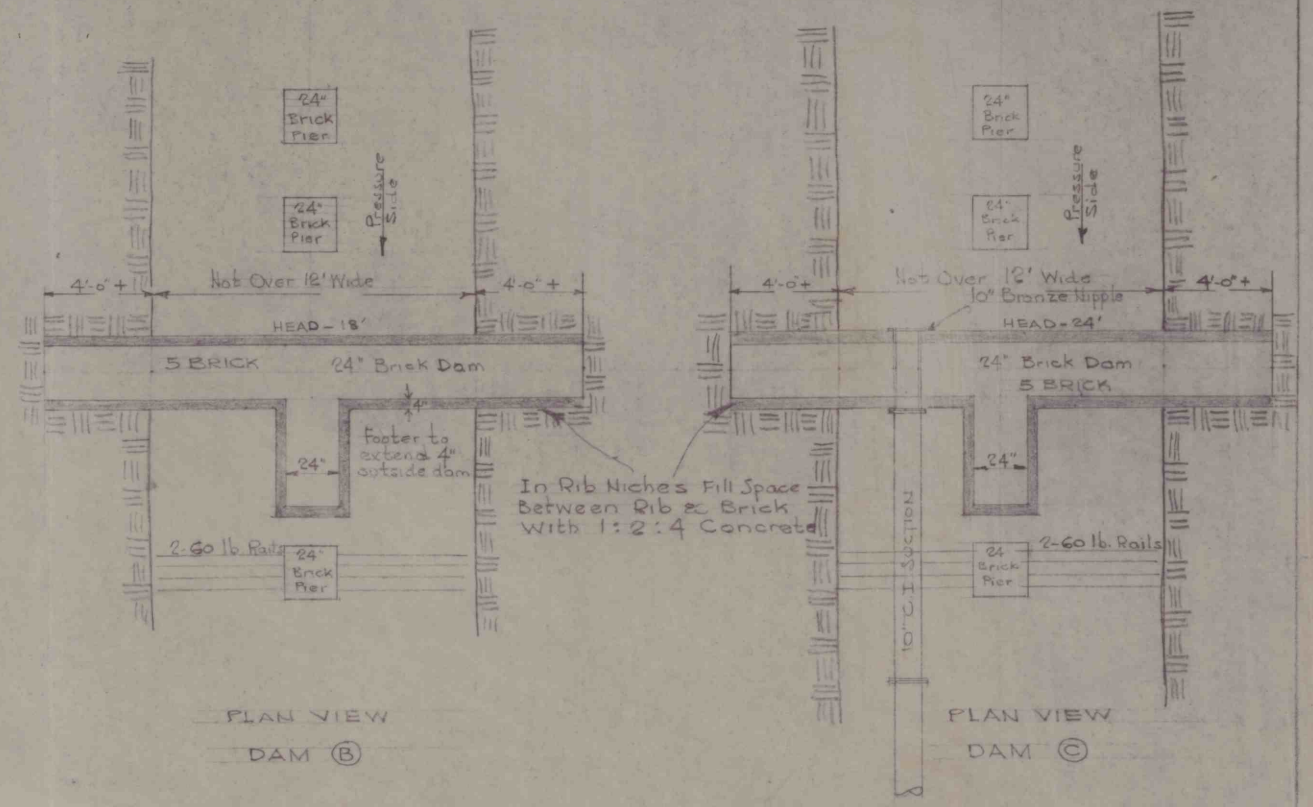 24"
Brick
Pier
24"
Brick
Pier
Pressure
Side
4'-0"+
Not Over 12' Wide
4'-0"+
HEAD-18'
5 BRICK
24" Brick Dam
4"
Footer to
extend 4"
outside dam
24"
2-60 lb. Rails
24"
Brick
Pier
PLAN VIEW
DAM B
In Rib Niches Fill Space
Between Rib & Brick
With 1:2:4 Concrete
24"
Brick
Pier
24"
Brick
Pier
Pressure
Side
4'-0"+
Not Over 12' Wide
4'-0"+
10" Bronze Nipple
HEAD-24'
24" Brick Dam
5 BRICK
24"
10" C.I. SUCTION
24
Brick
Pier
2-60 lb. Rails
PLAN VIEW
DAM C